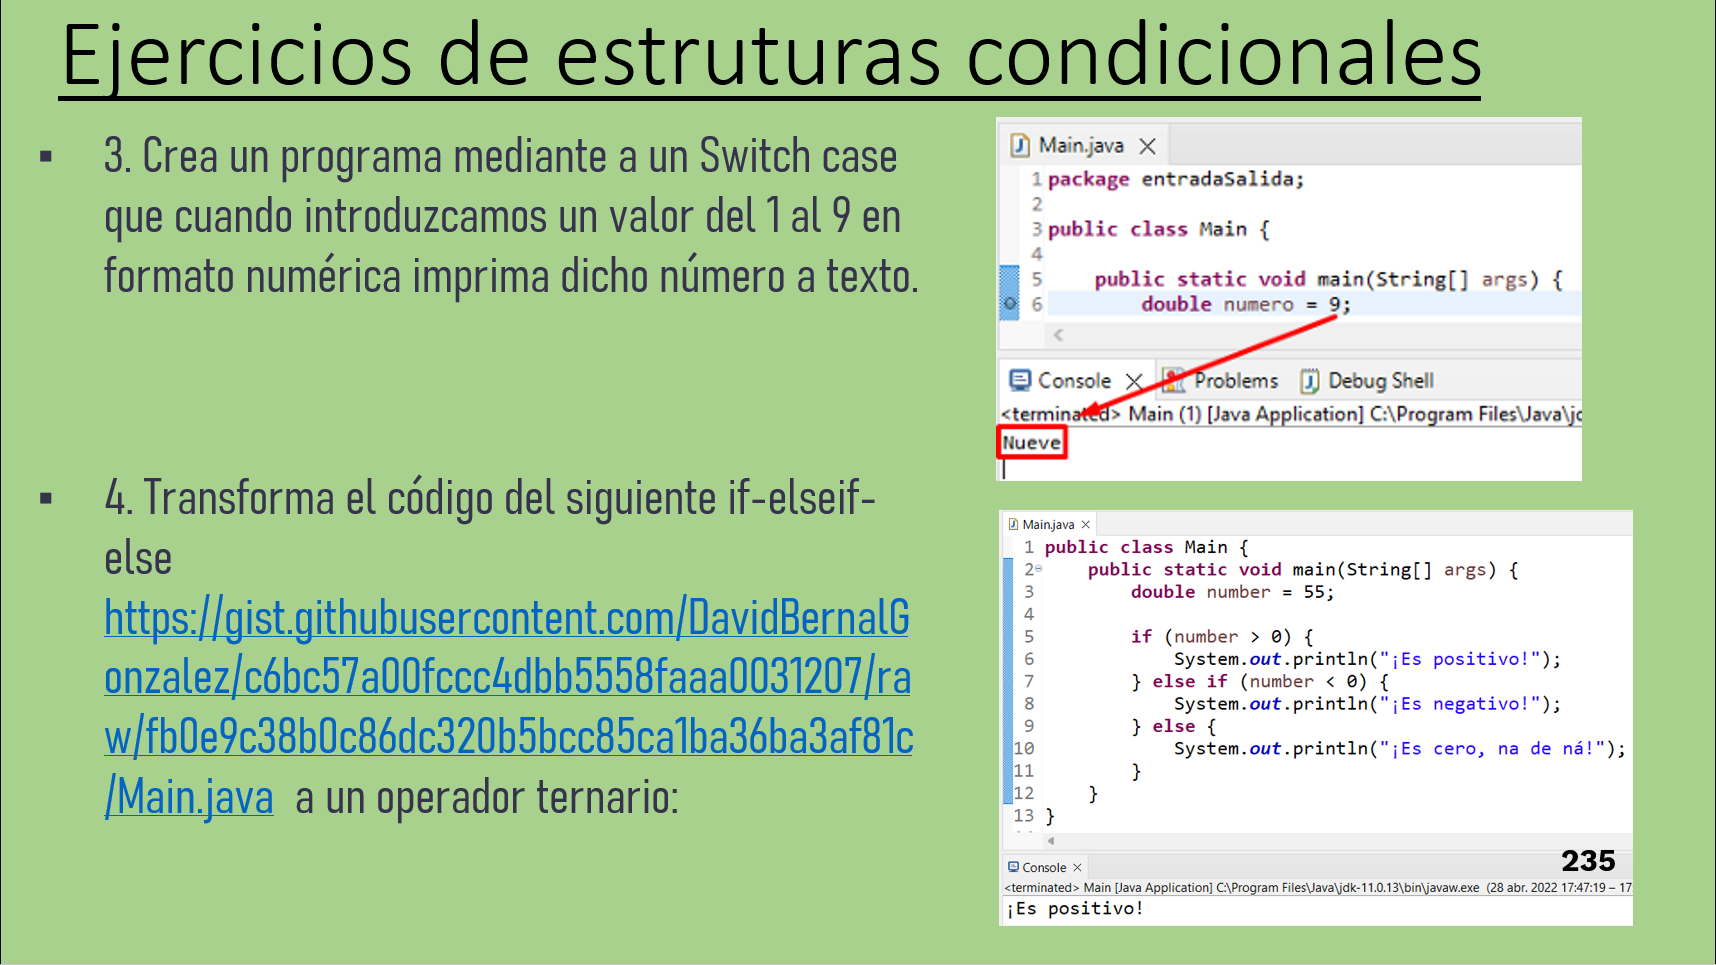 Ejercicios de estruturas condicionales
▪ 3. Crea un programa mediante a un Switch case
que cuando introduzcamos un valor del 1 al 9 en
formato numérica imprima dicho número a texto.
▪ 4. Transforma el código del siguiente if-elseif-
else
https://gist.githubusercontent.com/DavidBernalG
onzalez/c6bc57a00fccc4dbb5558faaa0031207/ra
w/fb0e9c38b0c86dc320b5bcc85ca1ba36ba3af81c
/Main.java a un operador ternario:
Main.java
1 package entradaSalida;
2
3 public class Main {
4
5 public static void main(String[] args) {
6 double numero = 9;
Console Problems Debug Shell
<terminated> Main (1) [Java Application] C:\Program Files\Java\jd
Nueve
Main.java
1 public class Main {
2 public static void main(String[] args) {
3 double number = 55;
4
5 if (number > 0) {
6 System.out.println("¡Es positivo!");
7 } else if (number < 0) {
8 System.out.println("¡Es negativo!");
9 } else {
10 System.out.println("¡Es cero, na de ná!");
11 }
12 }
13 }
Console
235
<terminated> Main [Java Application] C:\Program Files\Java\jdk-11.0.13\bin\javaw.exe (28 abr. 2022 17:47:19 – 17
¡Es positivo!